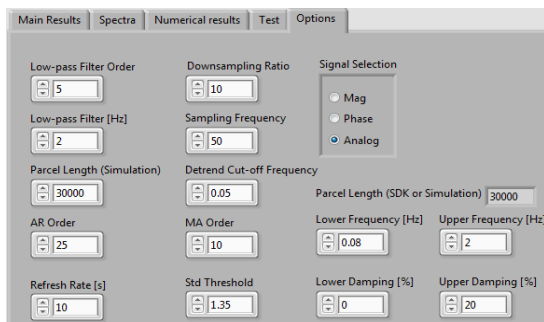 Main Results Spectra Numerical results Test Options
Low-pass Filter Order Downsampling Ratio Signal Selection
5 10 Mag
Low-pass Filter [Hz] Sampling Frequency Phase
2 50 Analog
Parcel Length (Simulation) Detrend Cut-off Frequency
30000 0.05 Parcel Length (SDK or Simulation) 30000
AR Order MA Order Lower Frequency [Hz] Upper Frequency [Hz]
25 10 0.08 2
Refresh Rate [s] Std Threshold Lower Damping [%] Upper Damping [%]
10 1.35 0 20